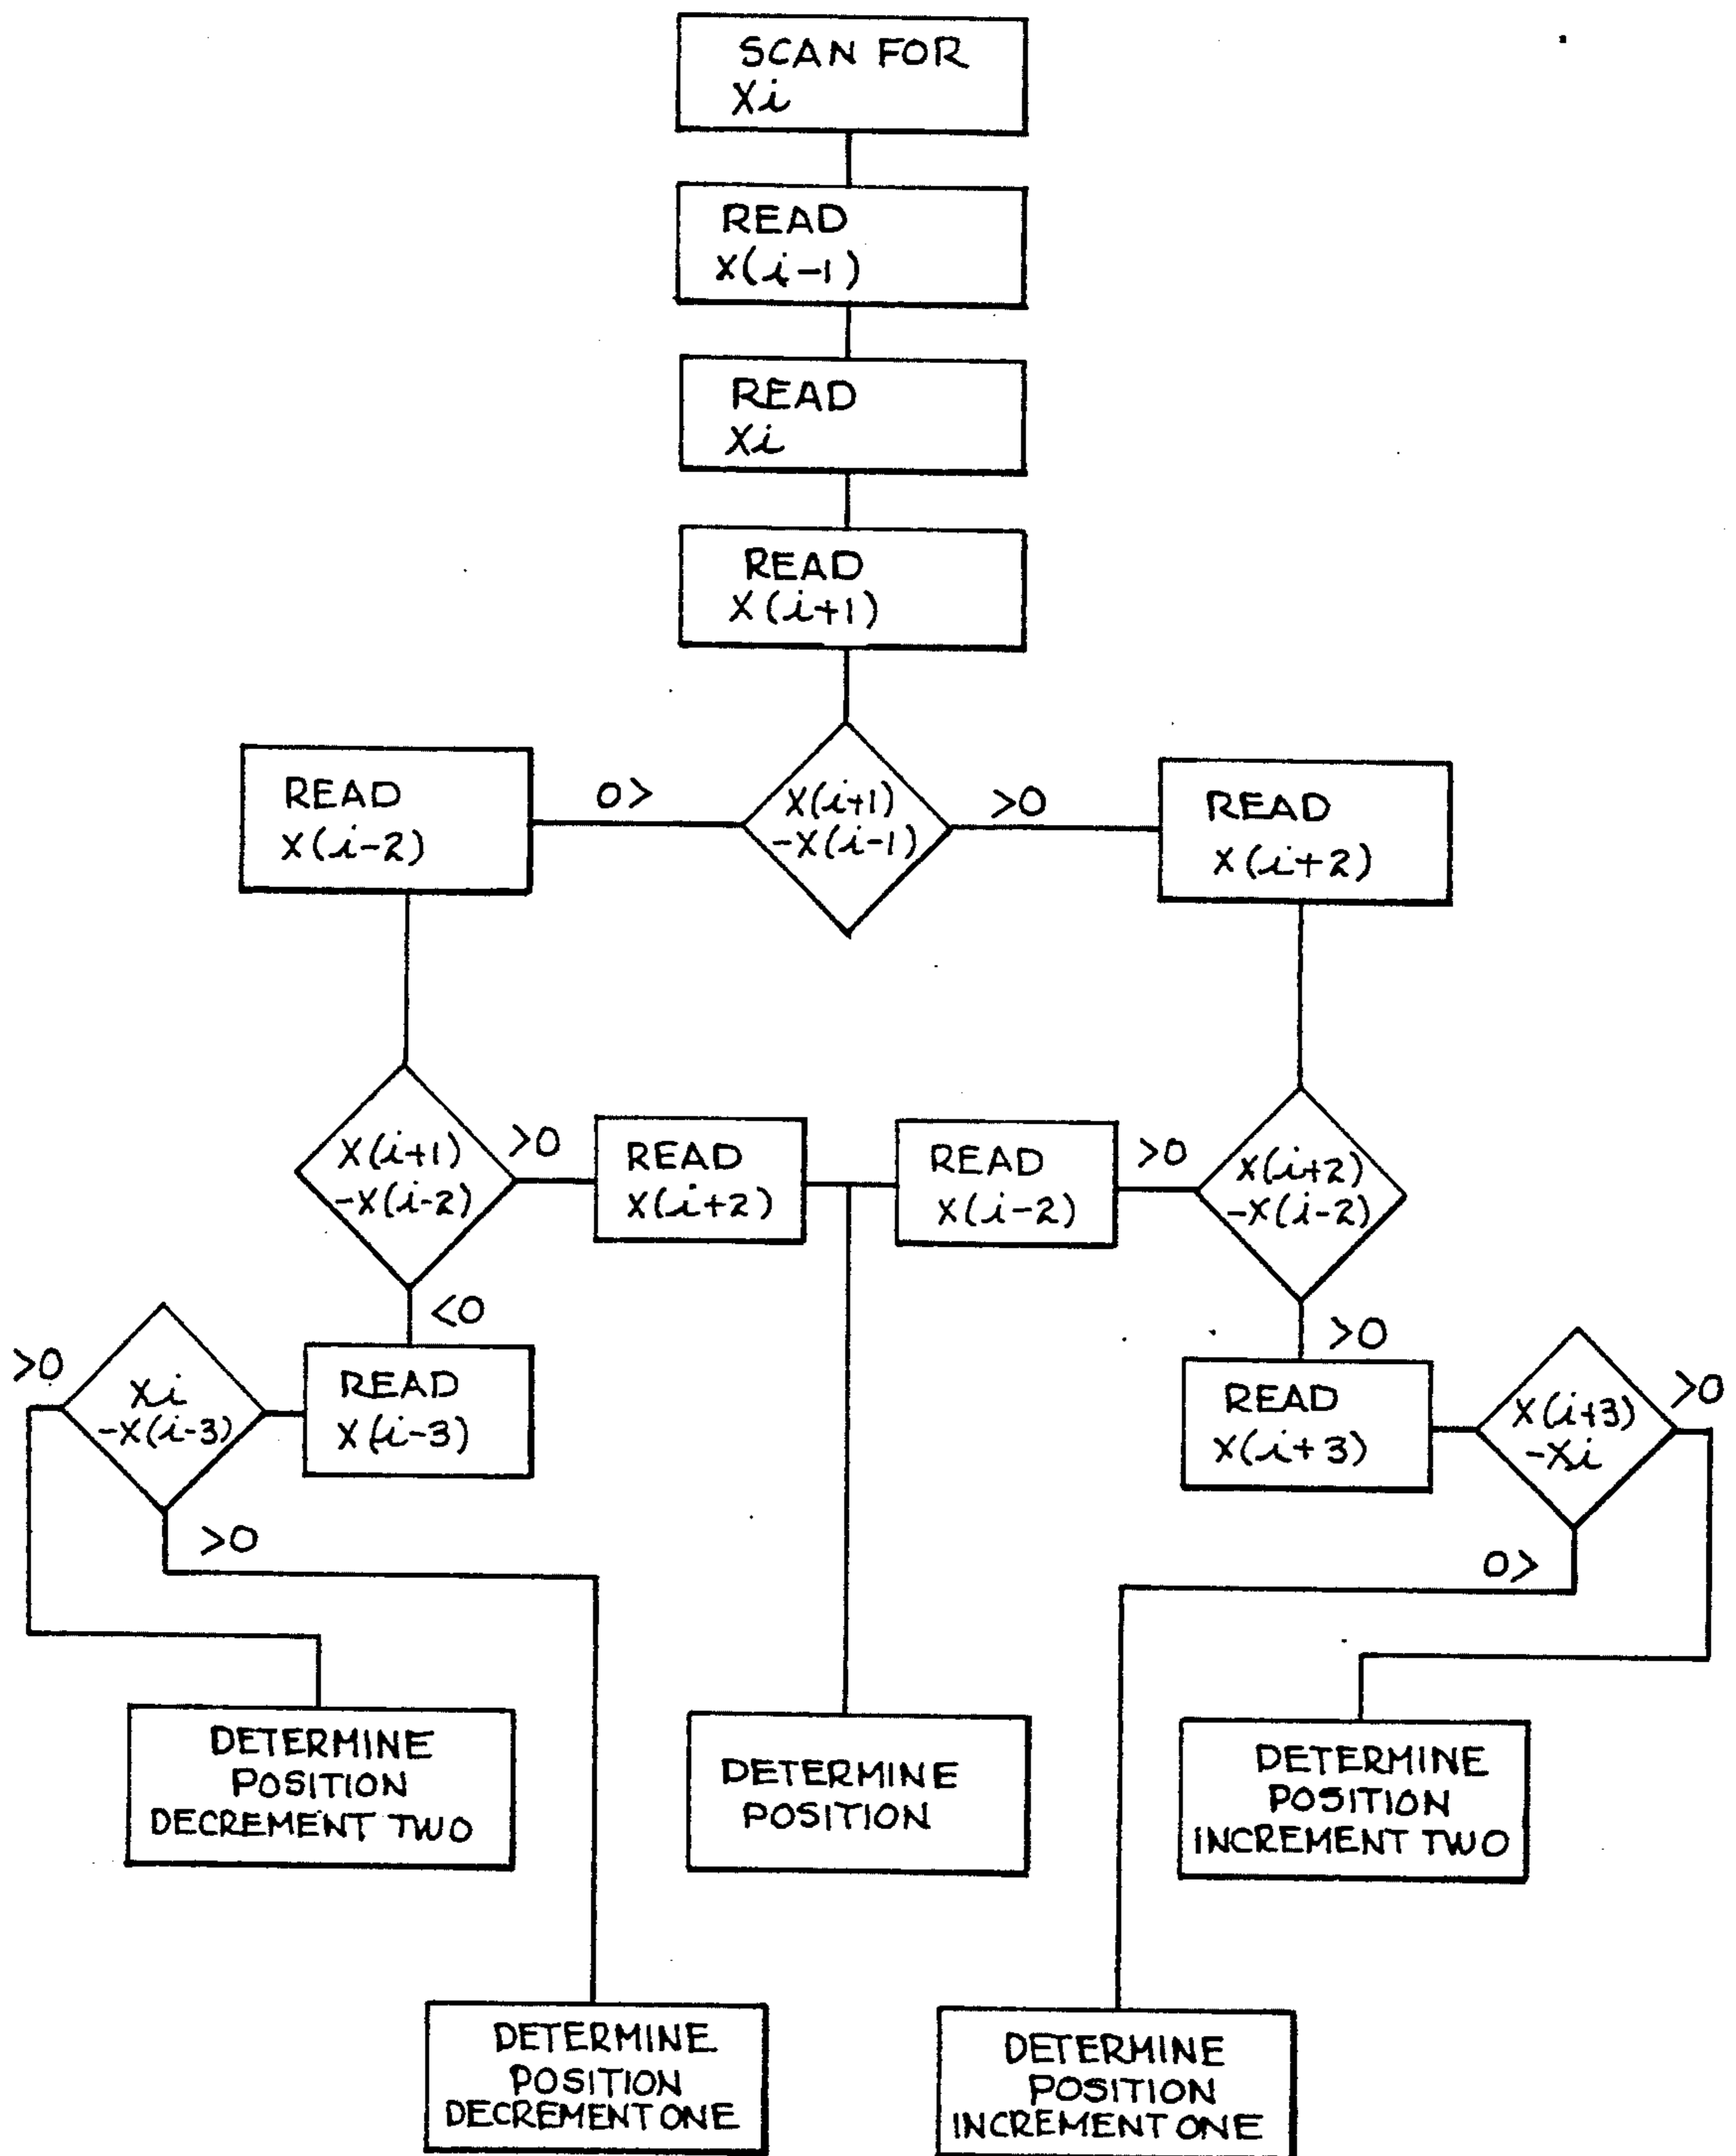 SCAN FOR
Xi
READ
X(i-1)
READ
Xi
READ
X(i+1)
READ
X(i-2)
0>
X(i+1)
-X(i-1)
>0
READ
X(i+2)
X(i+1)
-X(i-2)
>0
READ
X(i+2)
READ
X(i-2)
>0
X(i+2)
-X(i-2)
<0
>0
>0
Xi
-X(i-3)
READ
X(i-3)
READ
X(i+3)
X(i+3)
-Xi
>0
>0
0>
DETERMINE
POSITION
DECREMENT TWO
DETERMINE
POSITION
DETERMINE
POSITION
INCREMENT TWO
DETERMINE
POSITION
DECREMENT ONE
DETERMINE
POSITION
INCREMENT ONE